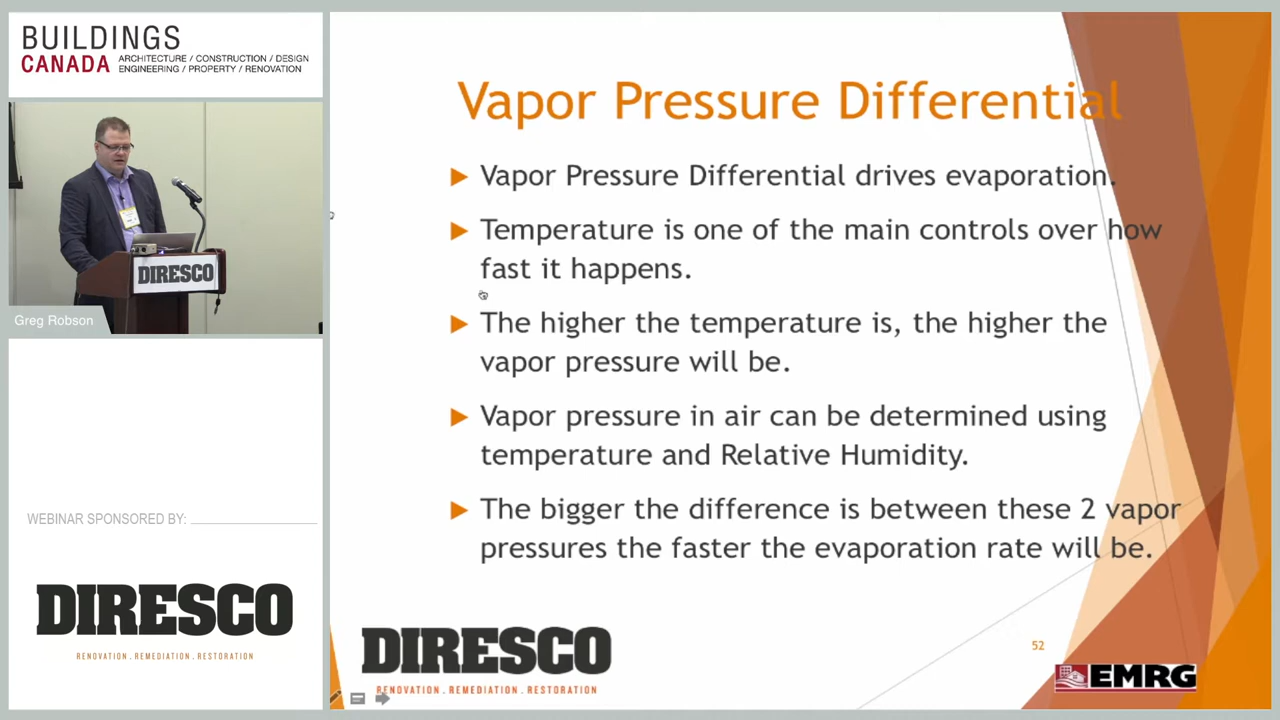 BUILDINGS
CANADA
ARCHITECTURE / CONSTRUCTION / DESIGN
ENGINEERING / PROPERTY / RENOVATION
DIRESCO
Greg Robson
WEBINAR SPONSORED BY:
DIRESCO
RENOVATION . REMEDIATION . RESTORATION
Vapor Pressure Differential
Vapor Pressure Differential drives evaporation.
Temperature is one of the main controls over how
fast it happens.
The higher the temperature is, the higher the
vapor pressure will be.
Vapor pressure in air can be determined using
temperature and Relative Humidity.
The bigger the difference is between these 2 vapor
pressures the faster the evaporation rate will be.
DIRESCO
RENOVATION . REMEDIATION . RESTORATION
52
EMRG